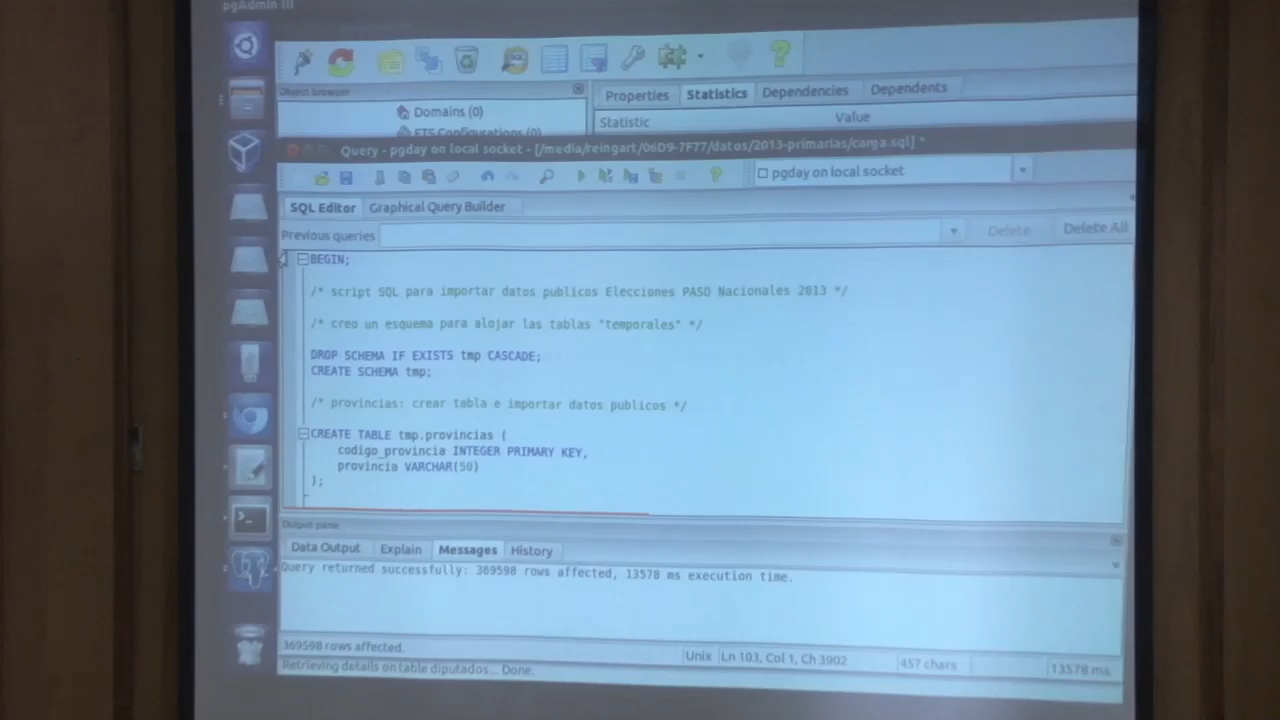 pgAdmin III
Object browser
Domains (0)
FTS Configurations (0)
Properties Statistics Dependencies Dependents
Statistic Value
Query - pgday on local socket - [/media/reingart/06D9-7F77/datos/2013-primarias/carga.sql] *
pgday on local socket
SQL Editor Graphical Query Builder
Previous queries Delete Delete All
BEGIN;
/* script SQL para importar datos publicos Elecciones PASO Nacionales 2013 */
/* creo un esquema para alojar las tablas "temporales" */
DROP SCHEMA IF EXISTS tmp CASCADE;
CREATE SCHEMA tmp;
/* provincias: crear tabla e importar datos publicos */
CREATE TABLE tmp.provincias (
codigo_provincia INTEGER PRIMARY KEY,
provincia VARCHAR(50)
);
Output pane
Data Output Explain Messages History
Query returned successfully: 369598 rows affected, 13578 ms execution time.
369598 rows affected. Unix Ln 103, Col 1, Ch 3902 457 chars 13578 ms
Retrieving details on table diputados... Done.